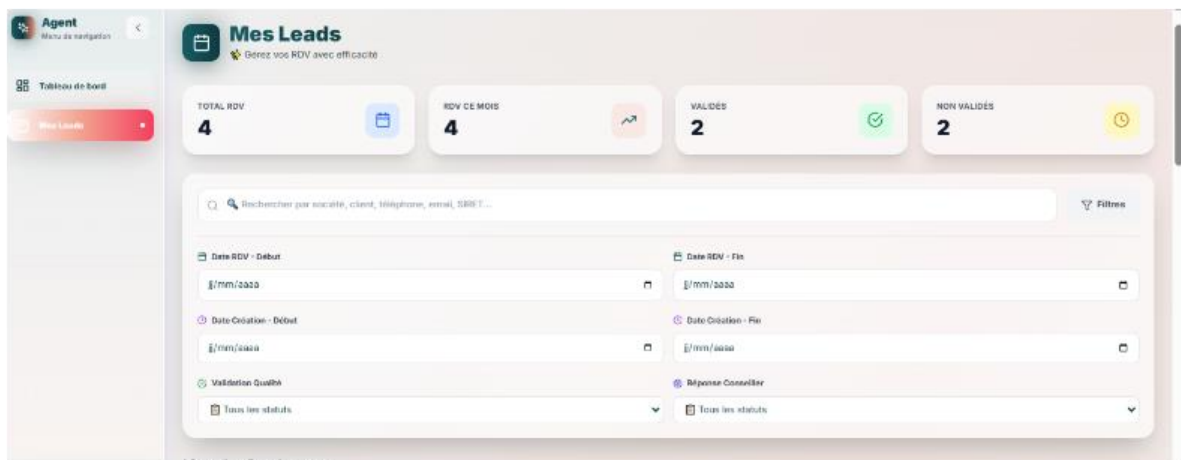 Agent
Menu de navigation
Tableau de bord
Mes Leads
Mes Leads
Gérez vos RDV avec efficacité
TOTAL RDV
4
RDV CE MOIS
4
VALIDÉS
2
NON VALIDÉS
2
Rechercher par société, client, téléphone, email, SIRET...
Filtres
Date RDV - Début
Date RDV - Fin
jj/mm/aaaa
jj/mm/aaaa
Date Création - Début
Date Création - Fin
jj/mm/aaaa
jj/mm/aaaa
Validation Qualité
Réponse Conseiller
Tous les statuts
Tous les statuts